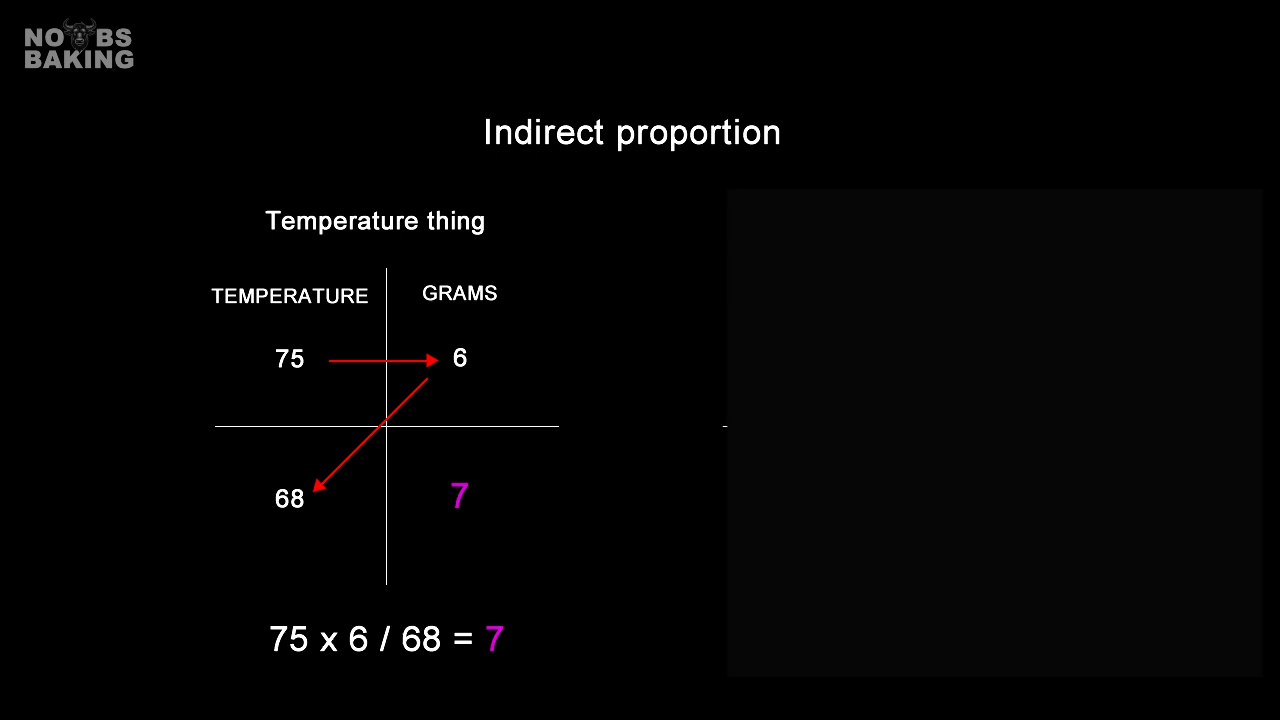 NO BS
BAKING
Indirect proportion
Temperature thing
TEMPERATURE GRAMS
75 6
68 7
75 x 6 / 68 = 7